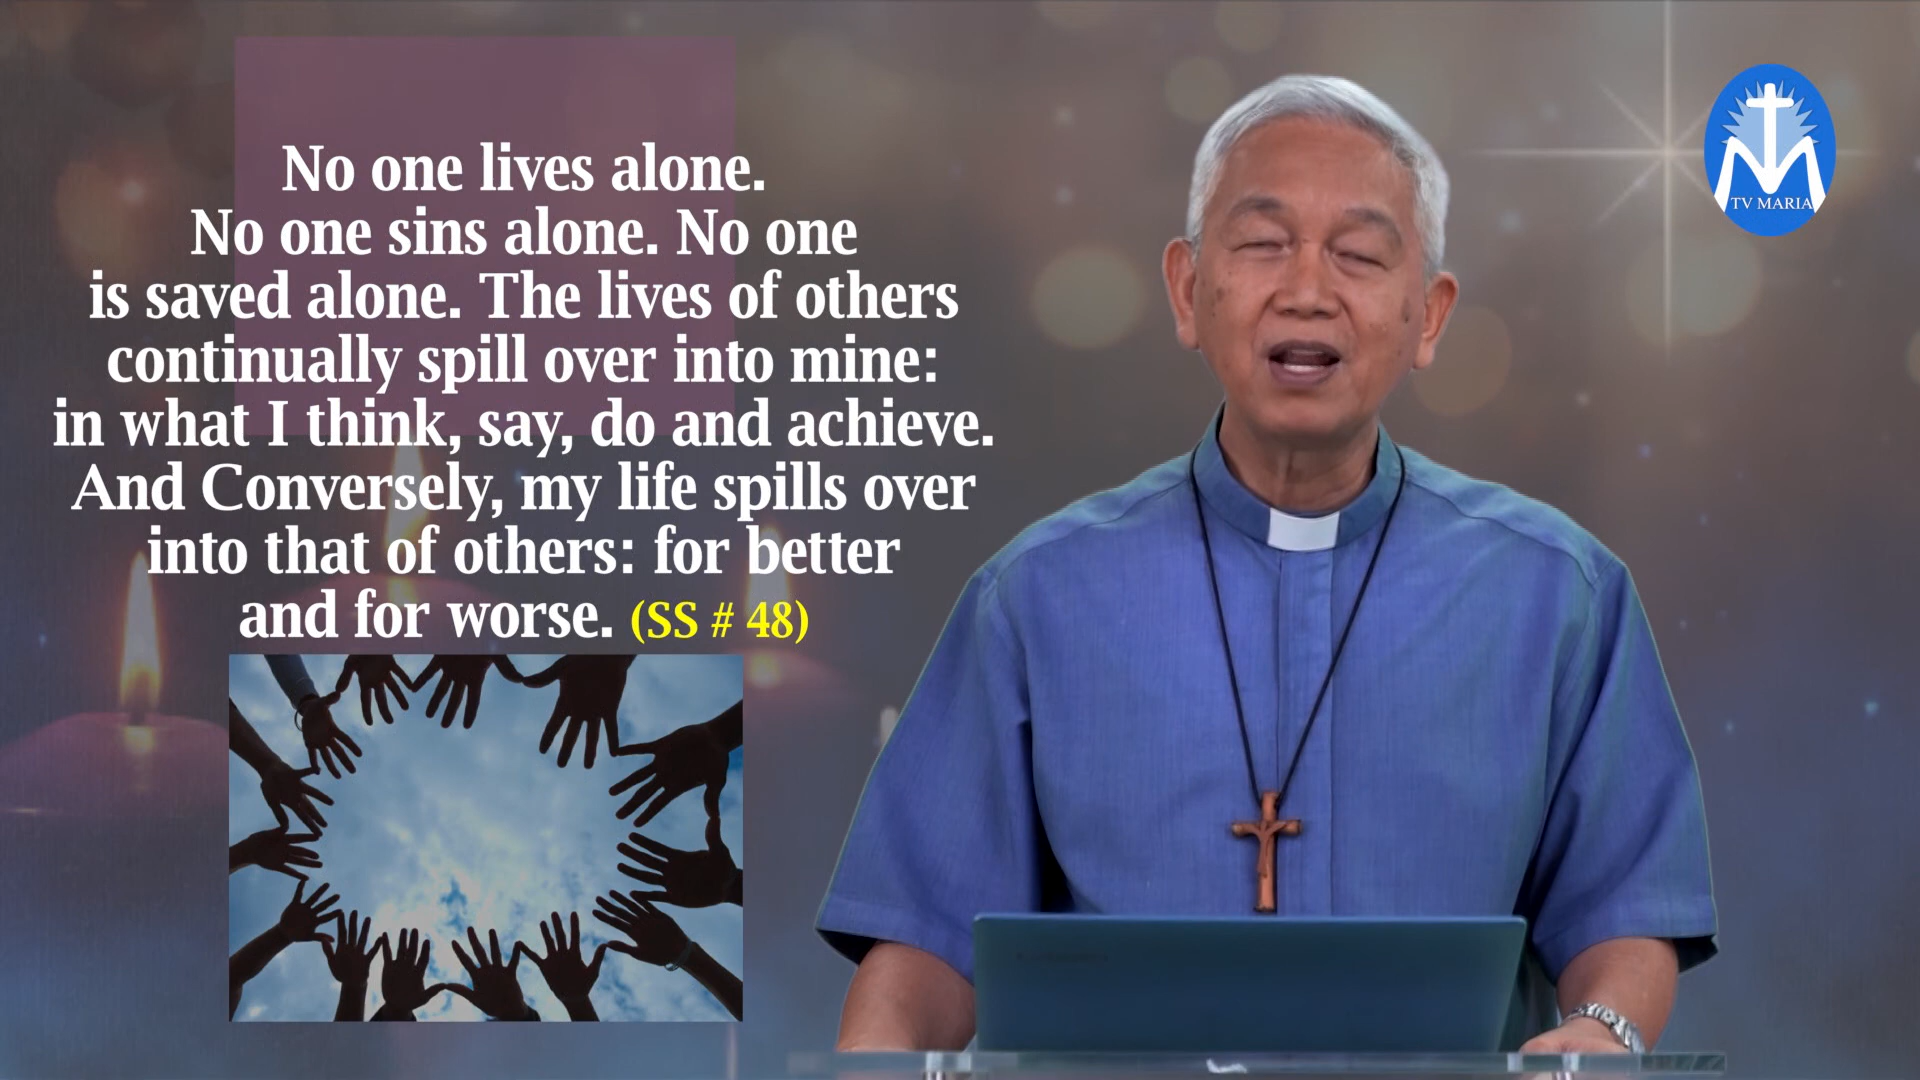 No one lives alone.
No one sins alone. No one
is saved alone. The lives of others
continually spill over into mine:
in what I think, say, do and achieve.
And Conversely, my life spills over
into that of others: for better
and for worse. (SS # 48)
TV MARIA